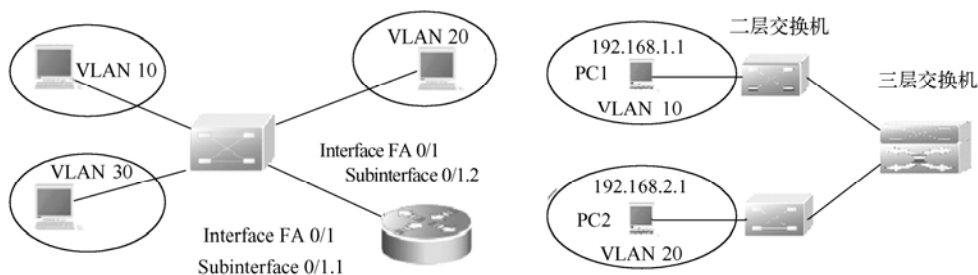 VLAN 10
VLAN 20
VLAN 30
Interface FA 0/1
Subinterface 0/1.2
Interface FA 0/1
Subinterface 0/1.1
192.168.1.1
PC1
VLAN 10
二层交换机
三层交换机
192.168.2.1
PC2
VLAN 20